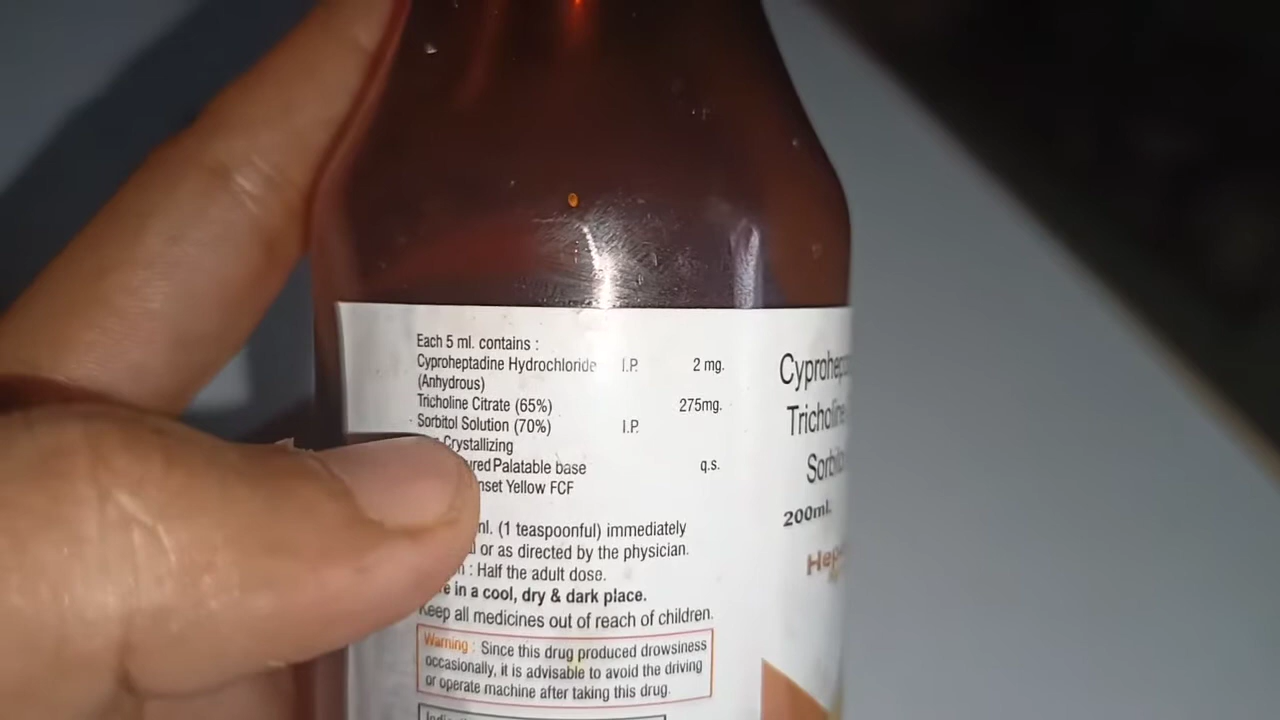 Each 5 ml. contains :
Cyproheptadine Hydrochloride I.P. 2 mg.
(Anhydrous)
Tricholine Citrate (65%) 275mg.
Sorbitol Solution (70%) I.P.
Crystallizing
Palatable base q.s.
Yellow FCF
(1 teaspoonful) immediately
or as directed by the physician.
: Half the adult dose.
in a cool, dry & dark place.
Keep all medicines out of reach of children.
Warning : Since this drug produced drowsiness
occasionally, it is advisable to avoid the driving
or operate machine after taking this drug.
Tricholine
200ml.